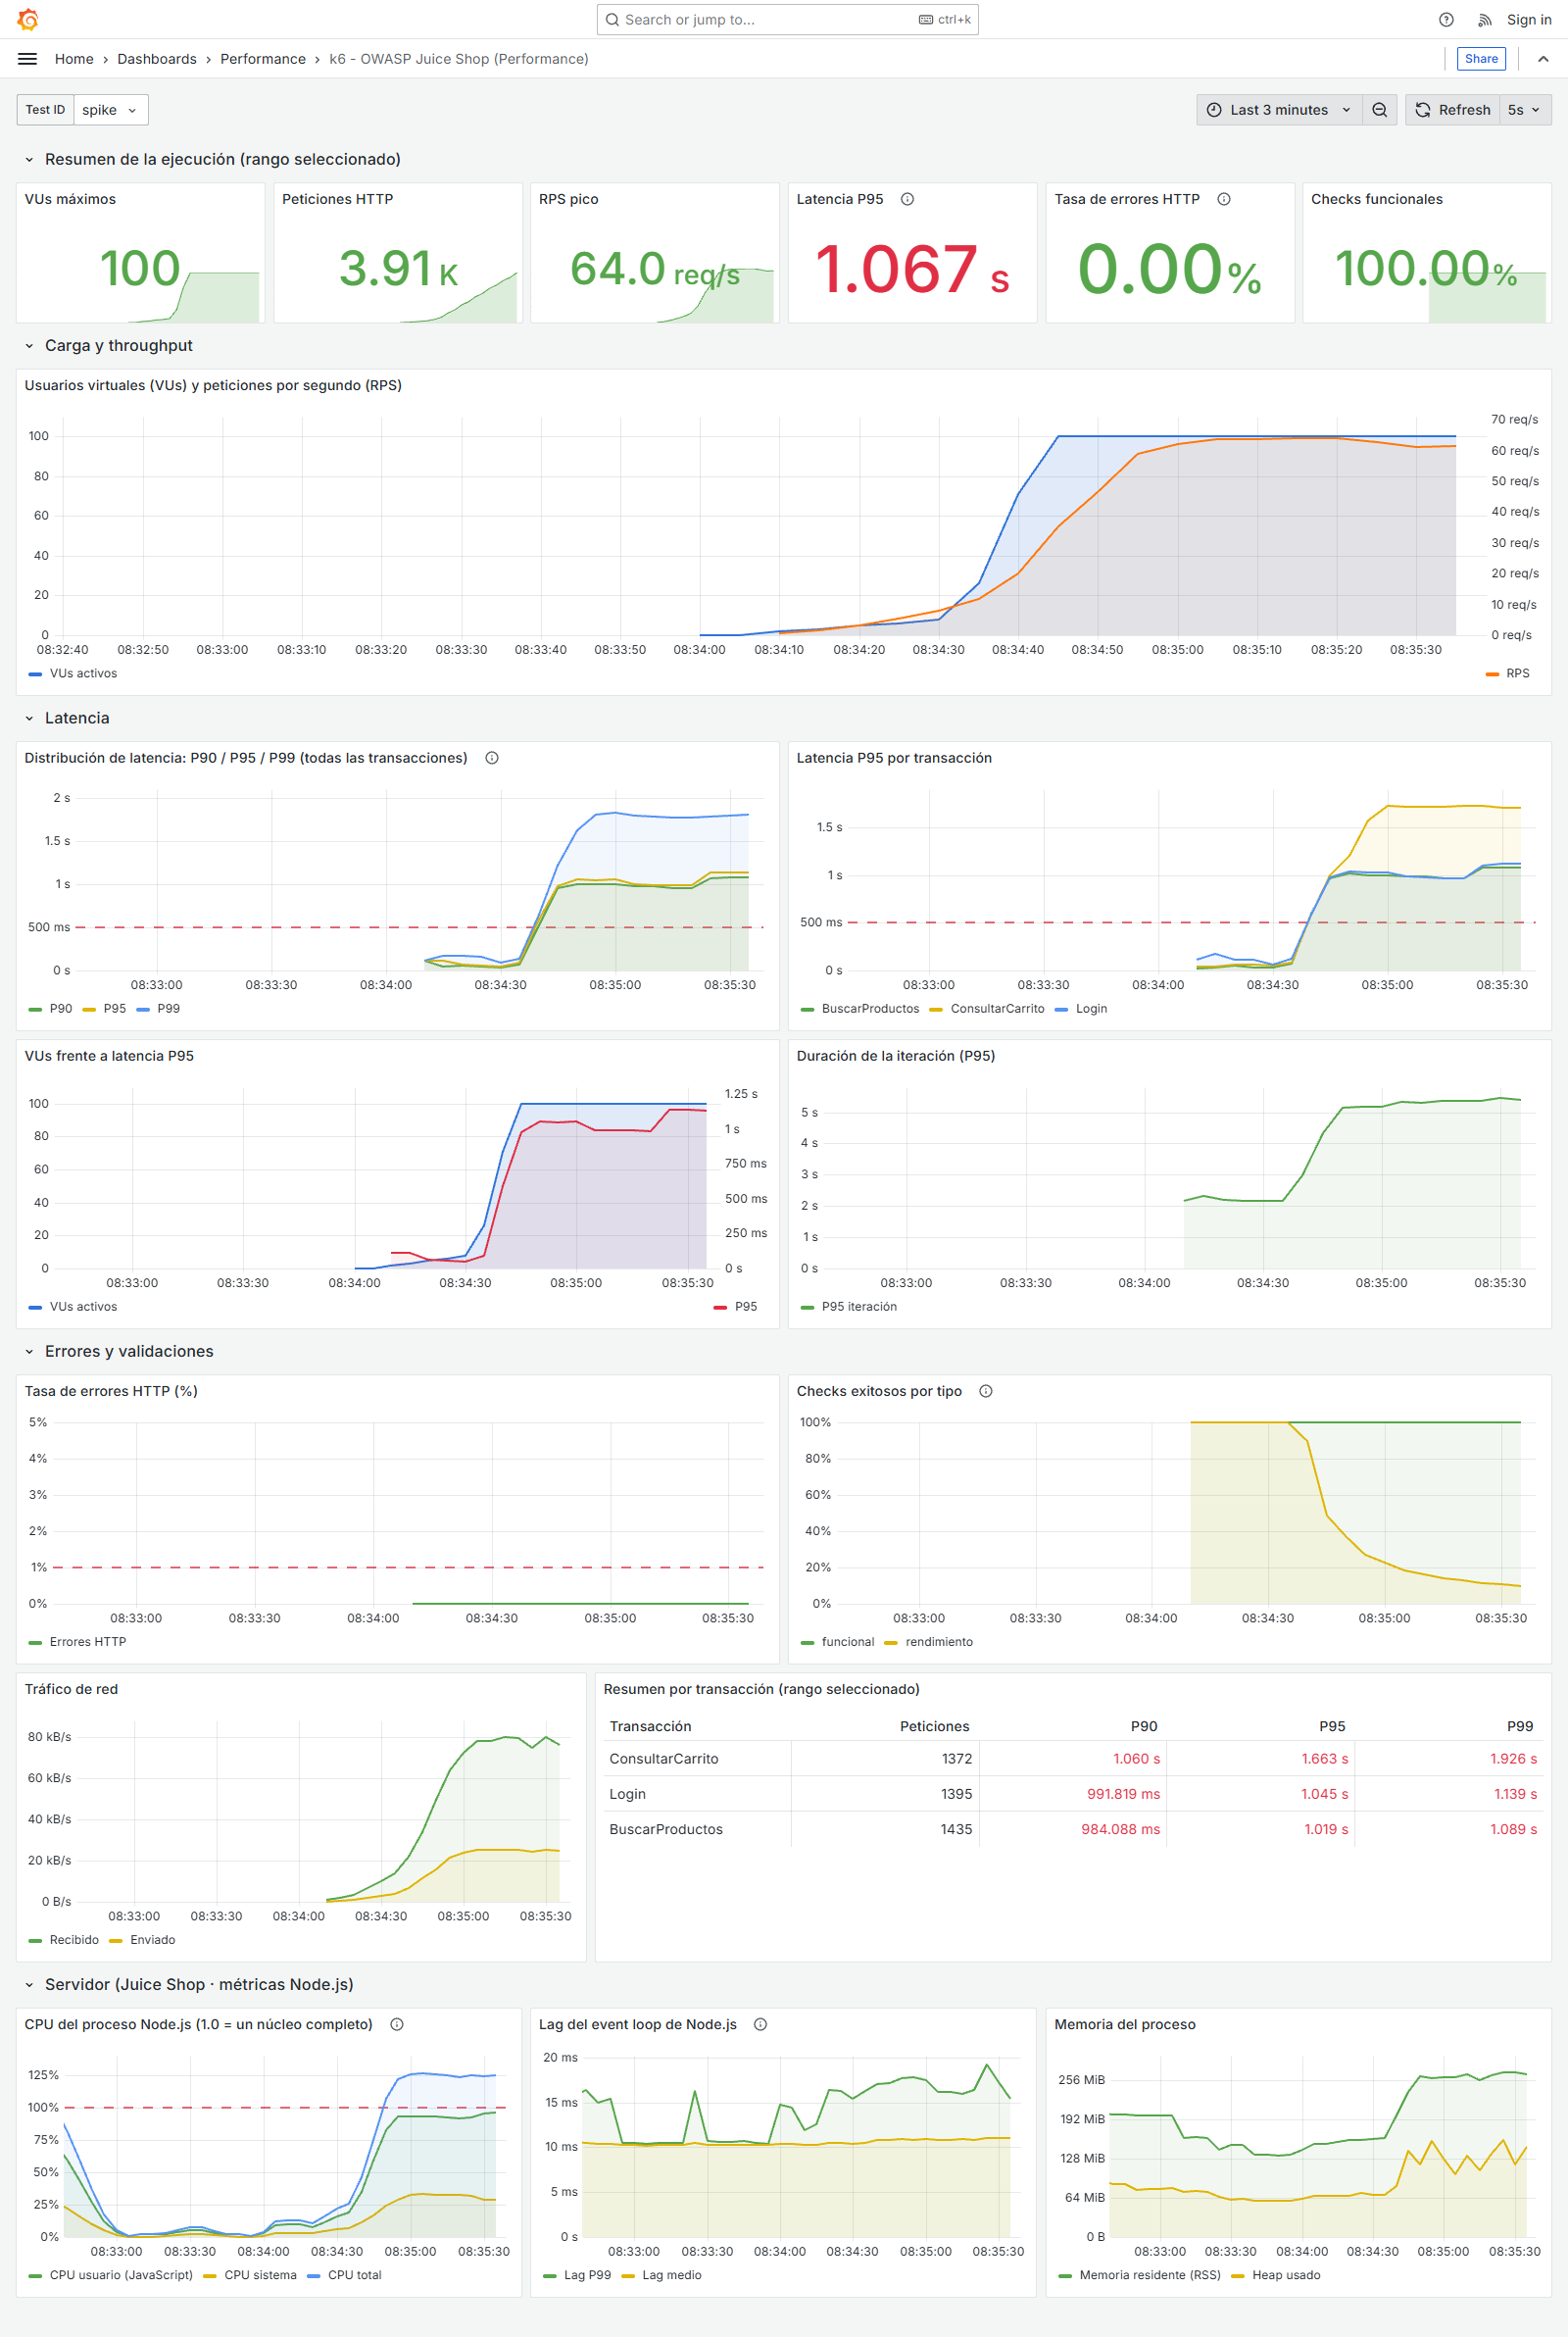 Search or jump to...
ctrl+k
Sign in
Home › Dashboards › Performance › k6 - OWASP Juice Shop (Performance)
Share
Test ID
spike
Last 3 minutes
Refresh
5s
Resumen de la ejecución (rango seleccionado)
VUs máximos
100
Peticiones HTTP
3.91 K
RPS pico
64.0 req/s
Latencia P95
1.067 s
Tasa de errores HTTP
0.00%
Checks funcionales
100.00%
Carga y throughput
Usuarios virtuales (VUs) y peticiones por segundo (RPS)
100
80
60
40
20
0
70 req/s
60 req/s
50 req/s
40 req/s
30 req/s
20 req/s
10 req/s
0 req/s
08:32:40 08:32:50 08:33:00 08:33:10 08:33:20 08:33:30 08:33:40 08:33:50 08:34:00 08:34:10 08:34:20 08:34:30 08:34:40 08:34:50 08:35:00 08:35:10 08:35:20 08:35:30
VUs activos
RPS
Latencia
Distribución de latencia: P90 / P95 / P99 (todas las transacciones)
2 s
1.5 s
1 s
500 ms
0 s
08:33:00 08:33:30 08:34:00 08:34:30 08:35:00 08:35:30
P90 P95 P99
Latencia P95 por transacción
1.5 s
1 s
500 ms
0 s
08:33:00 08:33:30 08:34:00 08:34:30 08:35:00 08:35:30
BuscarProductos ConsultarCarrito Login
VUs frente a latencia P95
100
80
60
40
20
0
1.25 s
1 s
750 ms
500 ms
250 ms
0 s
08:33:00 08:33:30 08:34:00 08:34:30 08:35:00 08:35:30
VUs activos
P95
Duración de la iteración (P95)
5 s
4 s
3 s
2 s
1 s
0 s
08:33:00 08:33:30 08:34:00 08:34:30 08:35:00 08:35:30
P95 iteración
Errores y validaciones
Tasa de errores HTTP (%)
5%
4%
3%
2%
1%
0%
08:33:00 08:33:30 08:34:00 08:34:30 08:35:00 08:35:30
Errores HTTP
Checks exitosos por tipo
100%
80%
60%
40%
20%
0%
08:33:00 08:33:30 08:34:00 08:34:30 08:35:00 08:35:30
funcional rendimiento
Tráfico de red
80 kB/s
60 kB/s
40 kB/s
20 kB/s
0 B/s
08:33:00 08:33:30 08:34:00 08:34:30 08:35:00 08:35:30
Recibido Enviado
Resumen por transacción (rango seleccionado)
Transacción Peticiones P90 P95 P99
ConsultarCarrito 1372 1.060 s 1.663 s 1.926 s
Login 1395 991.819 ms 1.045 s 1.139 s
BuscarProductos 1435 984.088 ms 1.019 s 1.089 s
Servidor (Juice Shop · métricas Node.js)
CPU del proceso Node.js (1.0 = un núcleo completo)
125%
100%
75%
50%
25%
0%
08:33:00 08:33:30 08:34:00 08:34:30 08:35:00 08:35:30
CPU usuario (JavaScript) CPU sistema CPU total
Lag del event loop de Node.js
20 ms
15 ms
10 ms
5 ms
0 s
08:33:00 08:33:30 08:34:00 08:34:30 08:35:00 08:35:30
Lag P99 Lag medio
Memoria del proceso
256 MiB
192 MiB
128 MiB
64 MiB
0 B
08:33:00 08:33:30 08:34:00 08:34:30 08:35:00 08:35:30
Memoria residente (RSS) Heap usado